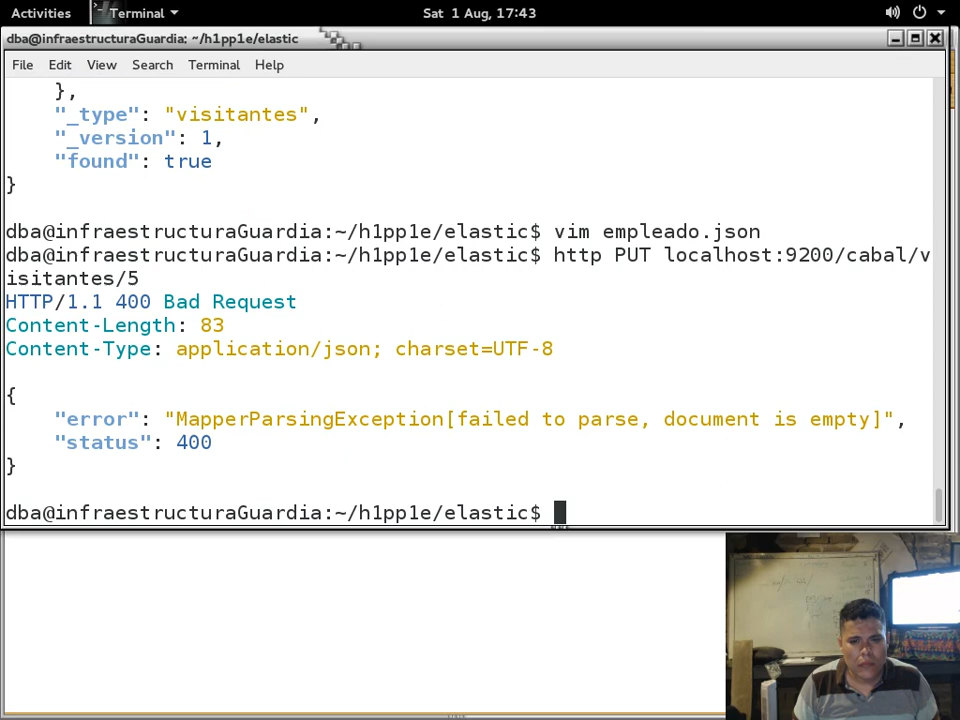 Activities Terminal Sat 1 Aug, 17:43
dba@infraestructuraGuardia: ~/h1pp1e/elastic
File Edit View Search Terminal Help
},
"_type": "visitantes",
"_version": 1,
"found": true
}
dba@infraestructuraGuardia:~/h1pp1e/elastic$ vim empleado.json
dba@infraestructuraGuardia:~/h1pp1e/elastic$ http PUT localhost:9200/cabal/v
isitantes/5
HTTP/1.1 400 Bad Request
Content-Length: 83
Content-Type: application/json; charset=UTF-8
{
"error": "MapperParsingException[failed to parse, document is empty]",
"status": 400
}
dba@infraestructuraGuardia:~/h1pp1e/elastic$